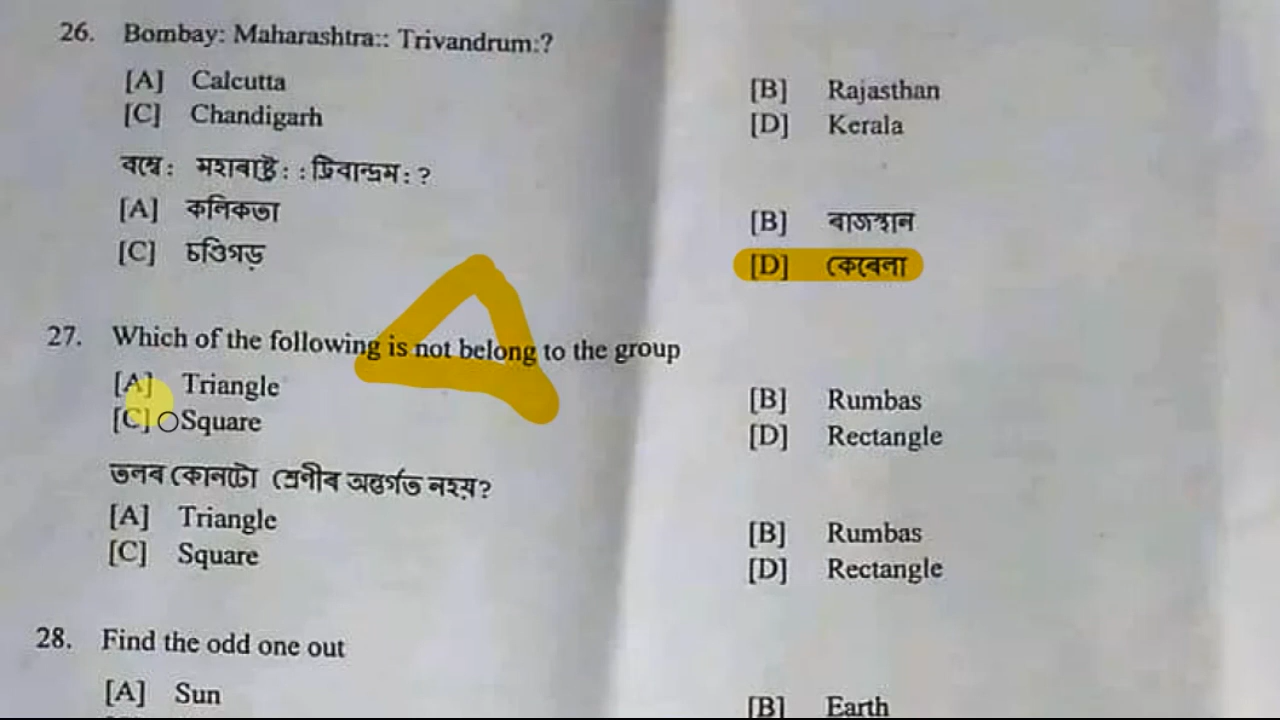 26. Bombay: Maharashtra:: Trivandrum:?
[A] Calcutta [B] Rajasthan
[C] Chandigarh [D] Kerala
বম্বে : মহাৰাষ্ট্ৰ : : ত্ৰিবান্দ্ৰম : ?
[A] কলিকতা [B] ৰাজস্থান
[C] চণ্ডিগড় [D] কেৰেলা
27. Which of the following is not belong to the group
[A] Triangle [B] Rumbas
[C] Square [D] Rectangle
তলৰ কোনটো শ্ৰেণীৰ অন্তৰ্গত নহয়?
[A] Triangle [B] Rumbas
[C] Square [D] Rectangle
28. Find the odd one out
[A] Sun [B] Earth